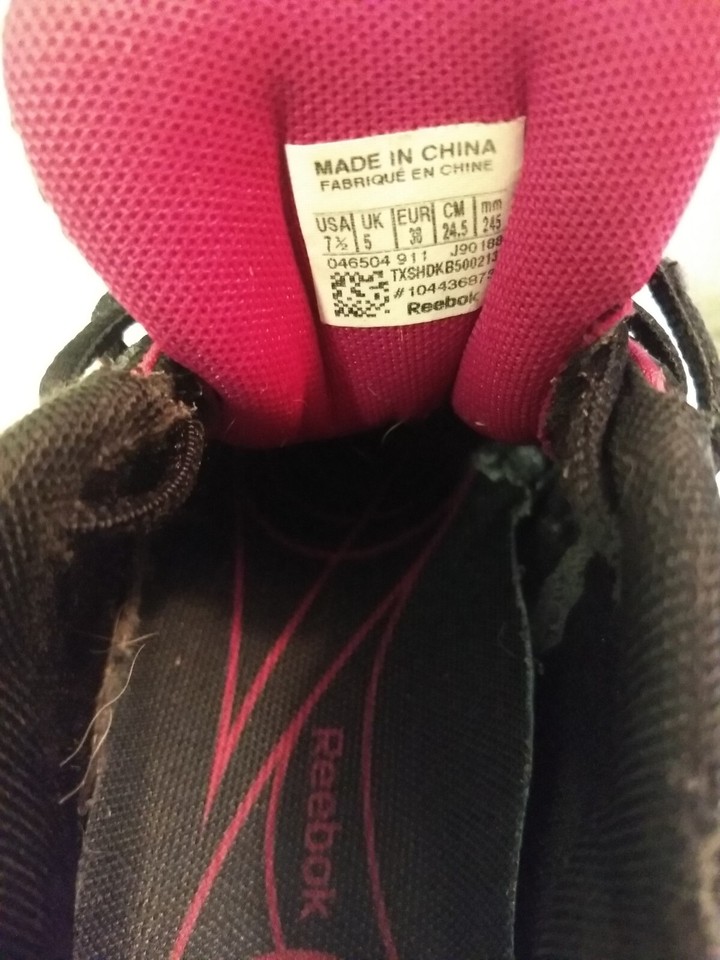 MADE IN CHINA
FABRIQUÉ EN CHINE
USA UK EUR CM mm
7½ 5 38 24.5 245
046504 911 J90188
TXSHDKB500213
#104436879
Reebok
Reebok